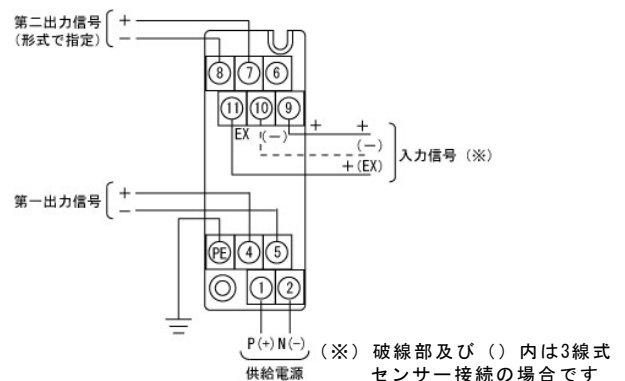 第二出力信号 +
(形式で指定) −
⑧ ⑦ ⑥
⑪ ⑩ ⑨
EX (−) + +
(−)
+(EX)
入力信号（※）
第一出力信号 +
−
PE ④ ⑤
① ②
P(+) N(−)
供給電源
（※）破線部及び（）内は3線式
センサー接続の場合です